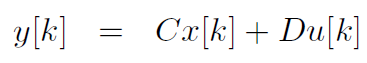 y[k] = Cx[k] + Du[k]